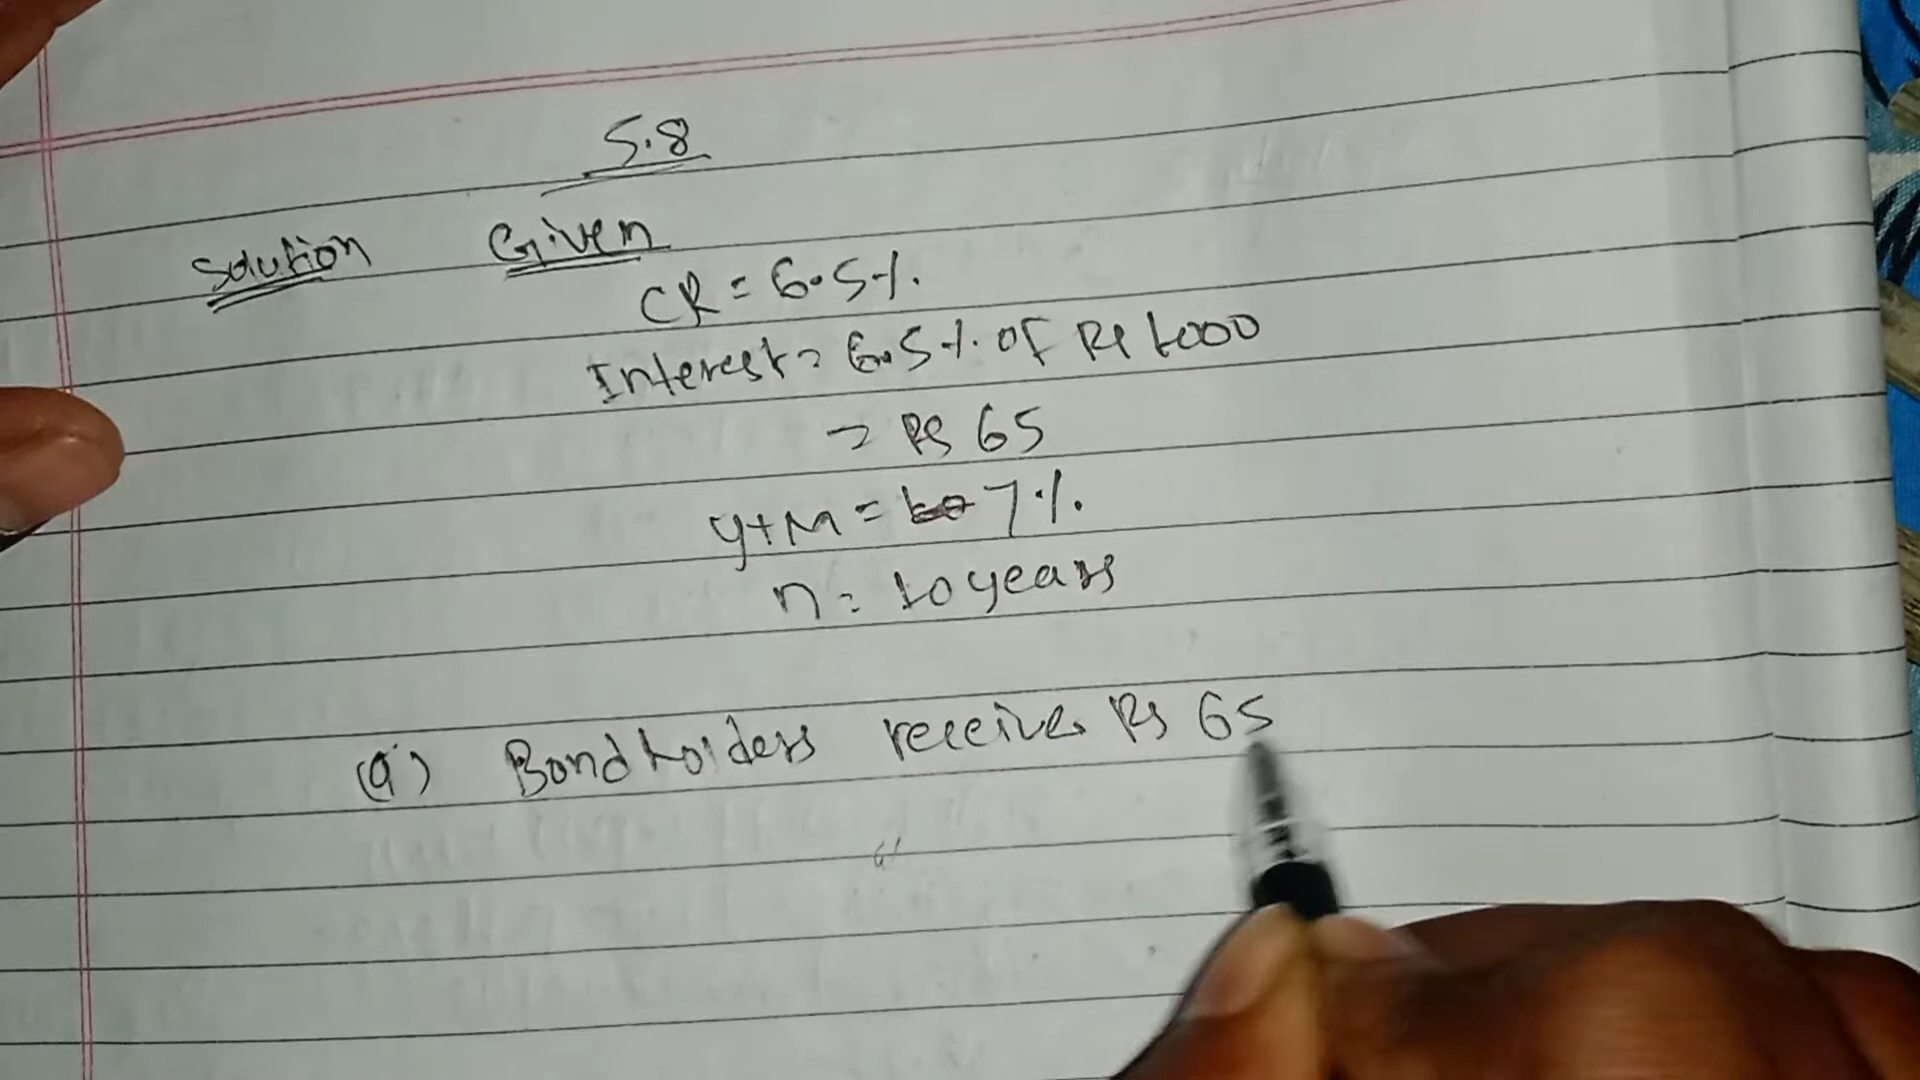 5.8
Solution Given
CR = 6.5%.
Interest = 6.5%. of Rs 1000
= Rs 65
YTM = 7%.
n = 10 years
(a) Bondholders receives Rs 65